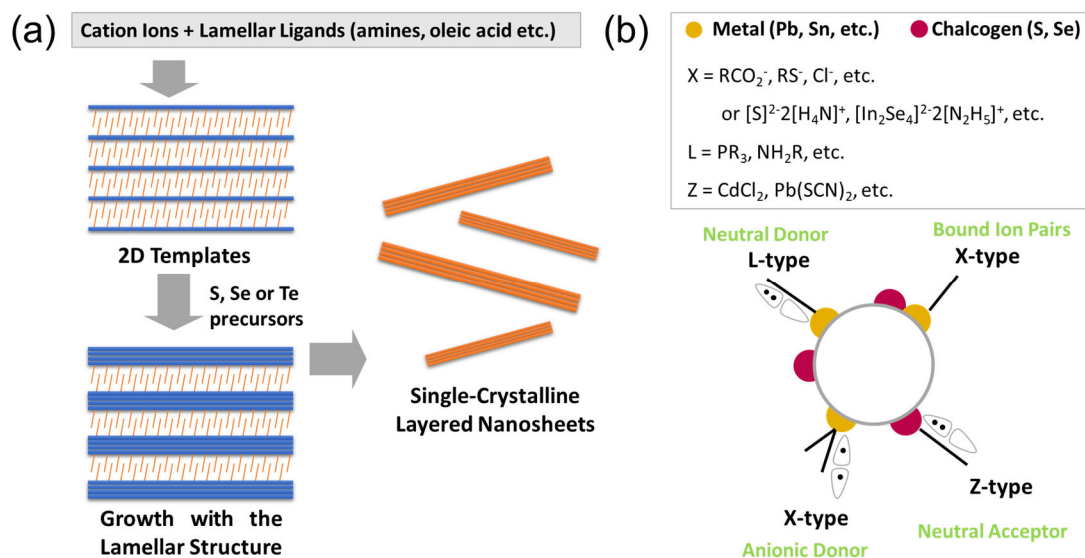 (a)
Cation Ions + Lamellar Ligands (amines, oleic acid etc.)
2D Templates
S, Se or Te
precursors
Growth with the
Lamellar Structure
Single-Crystalline
Layered Nanosheets
(b)
Metal (Pb, Sn, etc.) Chalcogen (S, Se)
X = RCO₂⁻, RS⁻, Cl⁻, etc.
or [S]²⁻2[H₄N]⁺, [In₂Se₄]²⁻2[N₂H₅]⁺, etc.
L = PR₃, NH₂R, etc.
Z = CdCl₂, Pb(SCN)₂, etc.
Neutral Donor
L-type
Bound Ion Pairs
X-type
X-type
Anionic Donor
Z-type
Neutral Acceptor